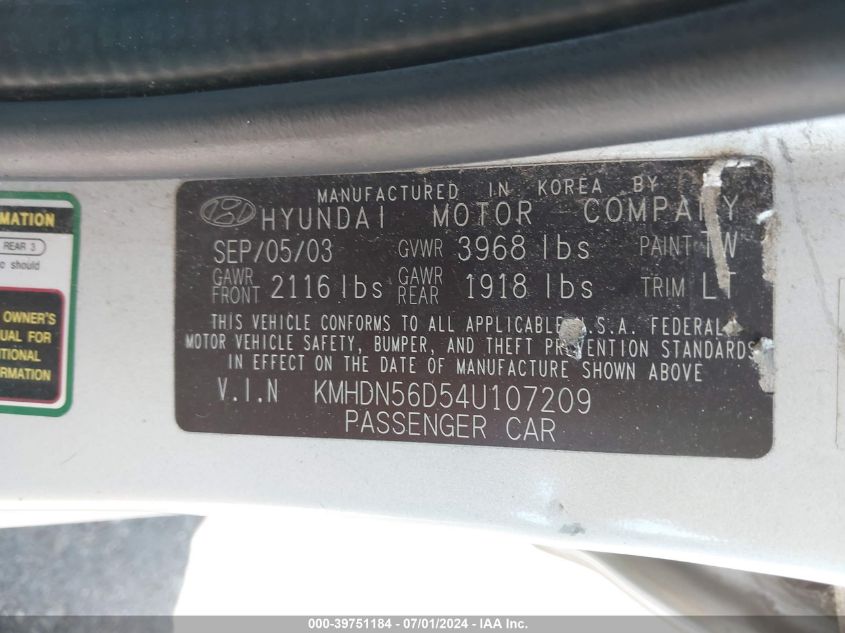 MANUFACTURED IN KOREA BY
HYUNDAI MOTOR COMPANY
SEP/05/03 GVWR 3968 lbs PAINT TW
GAWR FRONT 2116 lbs GAWR REAR 1918 lbs TRIM LT
THIS VEHICLE CONFORMS TO ALL APPLICABLE U.S.A. FEDERAL
MOTOR VEHICLE SAFETY, BUMPER, AND THEFT PREVENTION STANDARDS
IN EFFECT ON THE DATE OF MANUFACTURE SHOWN ABOVE
V.I.N KMHDN56D54U107209
PASSENGER CAR
RMATION
REAR 3
o should
OWNER'S
UAL FOR
ITIONAL
FORMATION
000-39751184 - 07/01/2024 - IAA Inc.